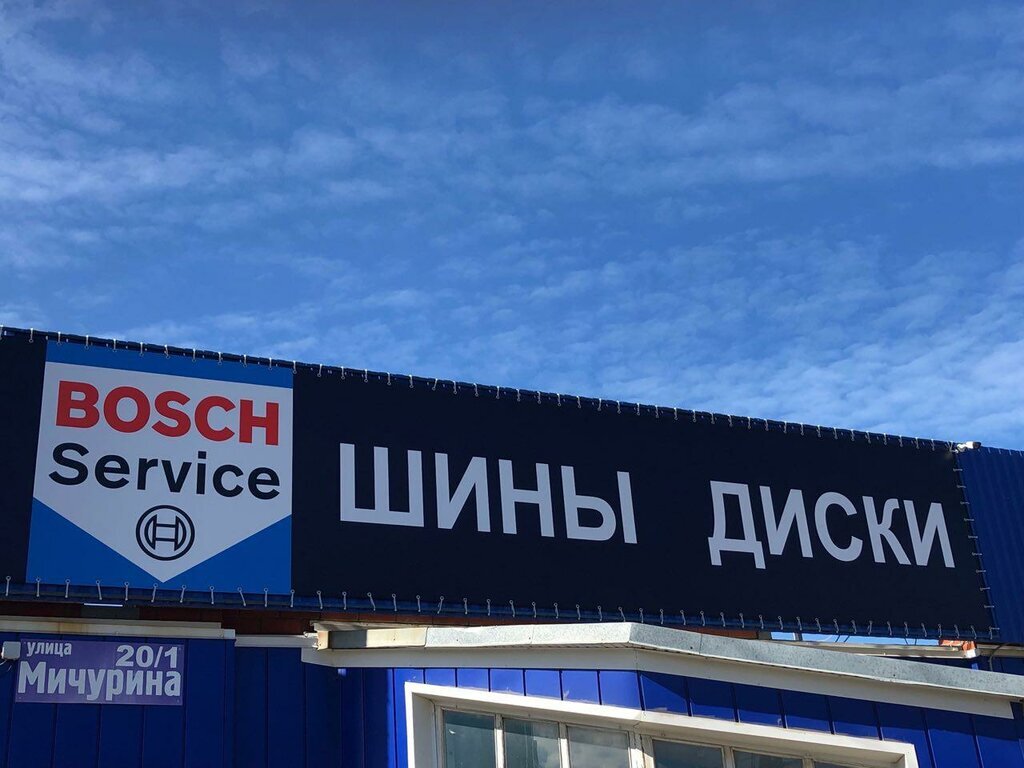 BOSCH
Service
ШИНЫ ДИСКИ
улица 20/1
Мичурина